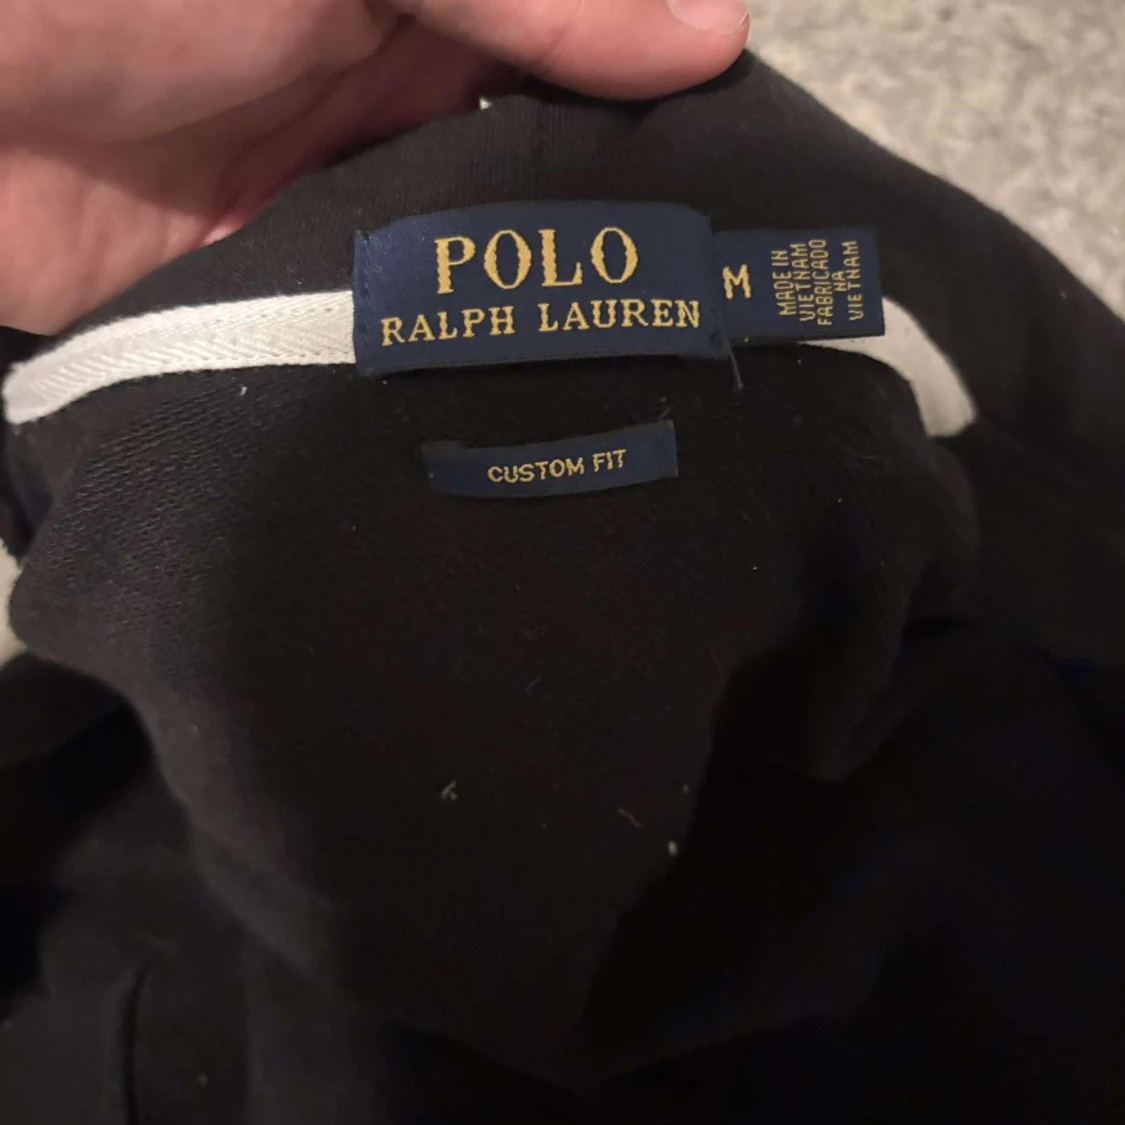 POLO
RALPH LAUREN
M
MADE IN
VIETNAM
FABRICADO
NA
VIETNAM
CUSTOM FIT